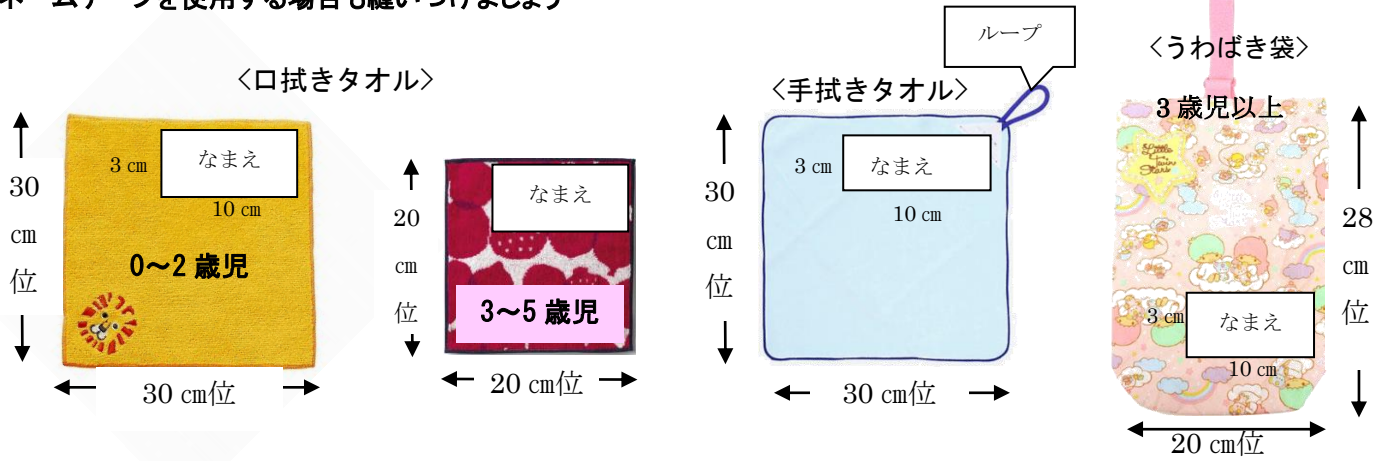 ネームテープを使用する場合も縫いつけましょう
<口拭きタオル>
30
cm
位
3 cm
なまえ
10 cm
0~2 歳児
30 cm位
20
cm
位
なまえ
3~5 歳児
20 cm位
ループ
<手拭きタオル>
30
cm
位
3 cm
なまえ
10 cm
30 cm位
<うわばき袋>
3 歳児以上
Little
Twin
Stars
3 cm
なまえ
10 cm
28
cm
位
20 cm位